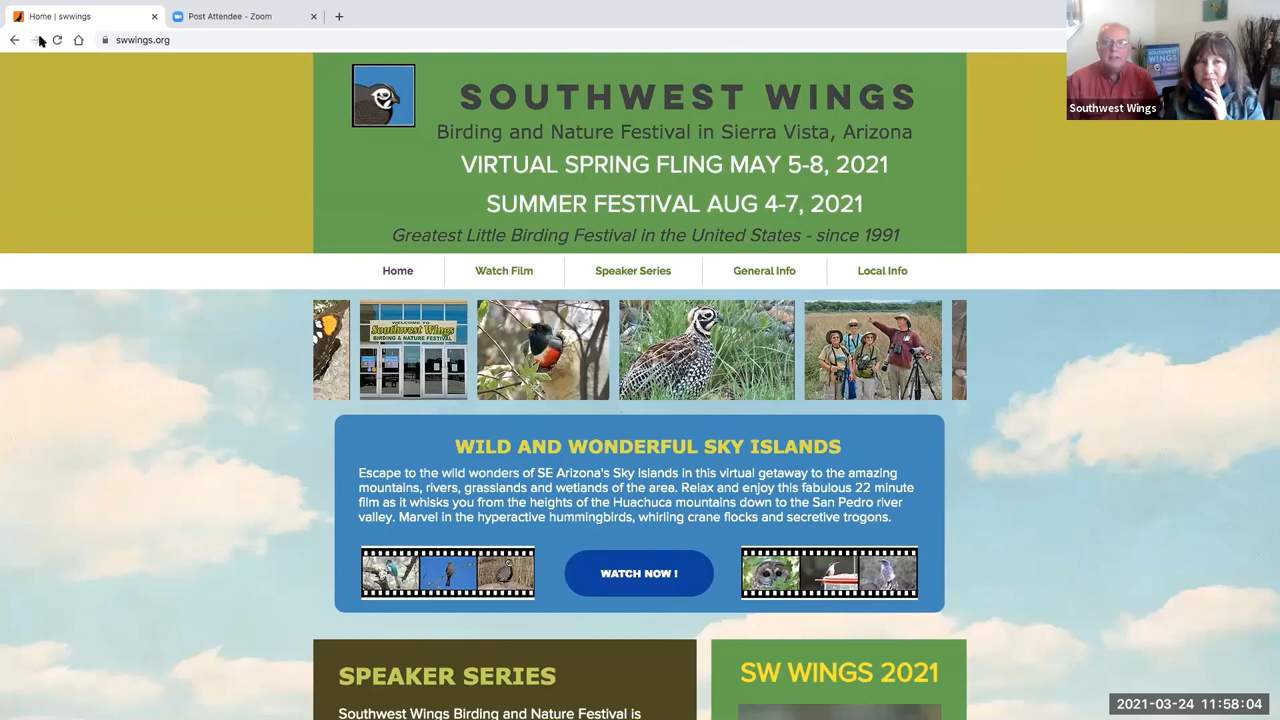 Home | swwings
Post Attendee - Zoom
swwings.org
Southwest Wings
SOUTHWEST WINGS
Birding and Nature Festival in Sierra Vista, Arizona
VIRTUAL SPRING FLING MAY 5-8, 2021
SUMMER FESTIVAL AUG 4-7, 2021
Greatest Little Birding Festival in the United States - since 1991
Home
Watch Film
Speaker Series
General Info
Local Info
WELCOME TO
Southwest Wings
BIRDING & NATURE FESTIVAL
WILD AND WONDERFUL SKY ISLANDS
Escape to the wild wonders of SE Arizona's Sky Islands in this virtual getaway to the amazing
mountains, rivers, grasslands and wetlands of the area. Relax and enjoy this fabulous 22 minute
film as it whisks you from the heights of the Huachuca mountains down to the San Pedro river
valley. Marvel in the hyperactive hummingbirds, whirling crane flocks and secretive trogons.
WATCH NOW !
SPEAKER SERIES
Southwest Wings Birding and Nature Festival is
SW WINGS 2021
2021-03-24 11:58:04